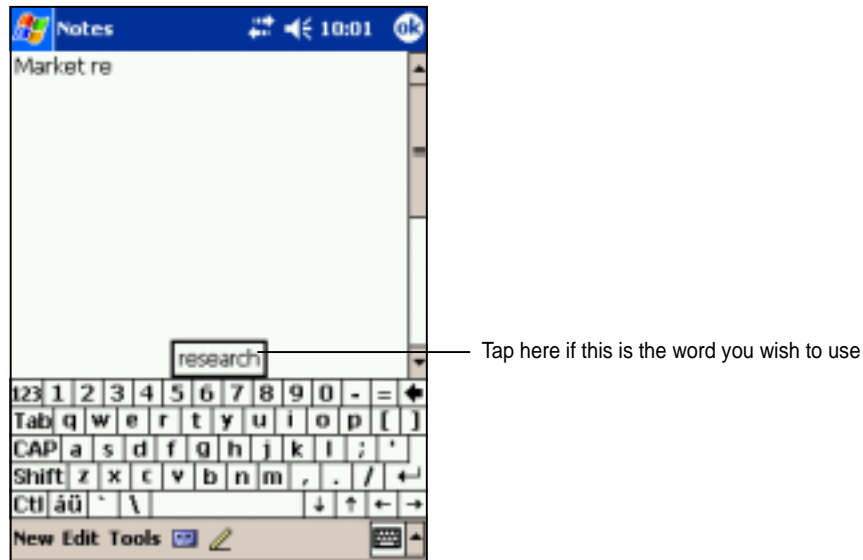 Notes 10:01 ok
Market re
research
Tap here if this is the word you wish to use
123 1 2 3 4 5 6 7 8 9 0 - =
Tab q w e r t y u i o p [ ]
CAP a s d f g h j k l ; '
Shift z x c v b n m , . /
Ctl áü ` \ ↓ ↑ ← →
New Edit Tools